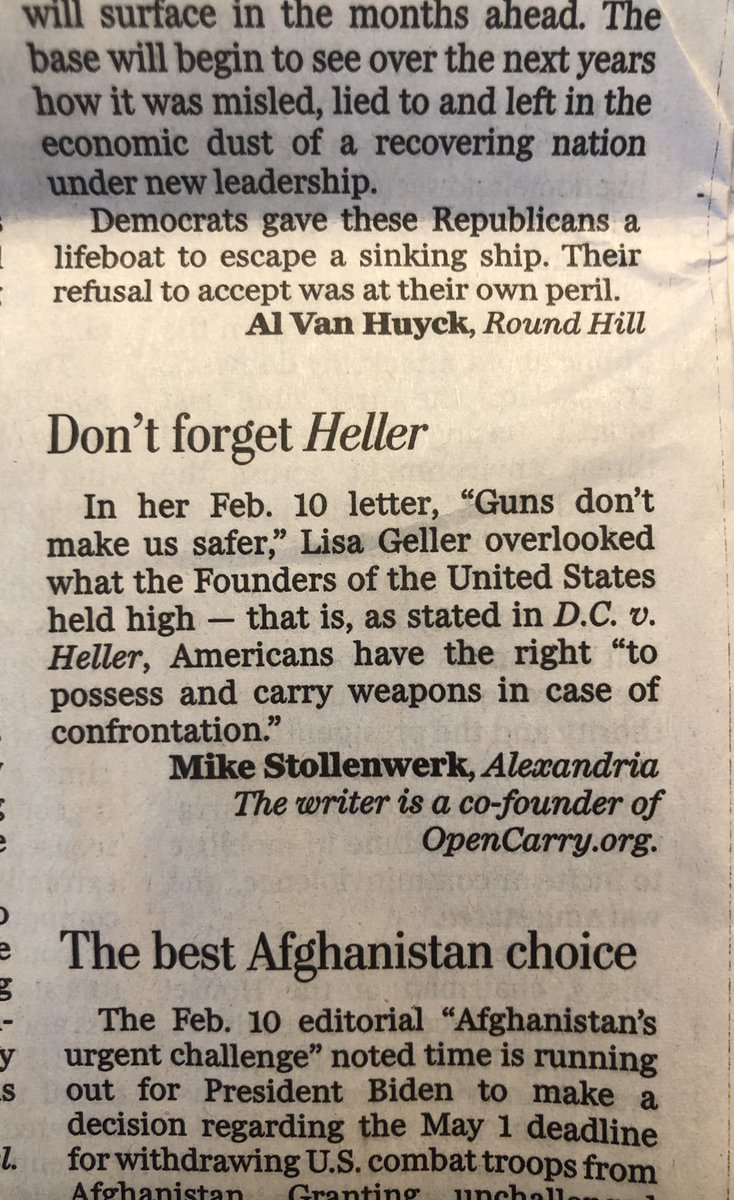 will surface in the months ahead. The
base will begin to see over the next years
how it was misled, lied to and left in the
economic dust of a recovering nation
under new leadership.
Democrats gave these Republicans a
lifeboat to escape a sinking ship. Their
refusal to accept was at their own peril.
Al Van Huyck, Round Hill
Don't forget Heller
In her Feb. 10 letter, “Guns don't
make us safer,” Lisa Geller overlooked
what the Founders of the United States
held high — that is, as stated in D.C. v.
Heller, Americans have the right “to
possess and carry weapons in case of
confrontation.”
Mike Stollenwerk, Alexandria
The writer is a co-founder of
OpenCarry.org.
The best Afghanistan choice
The Feb. 10 editorial “Afghanistan's
urgent challenge” noted time is running
out for President Biden to make a
decision regarding the May 1 deadline
for withdrawing U.S. combat troops from
Afghanistan. Granting